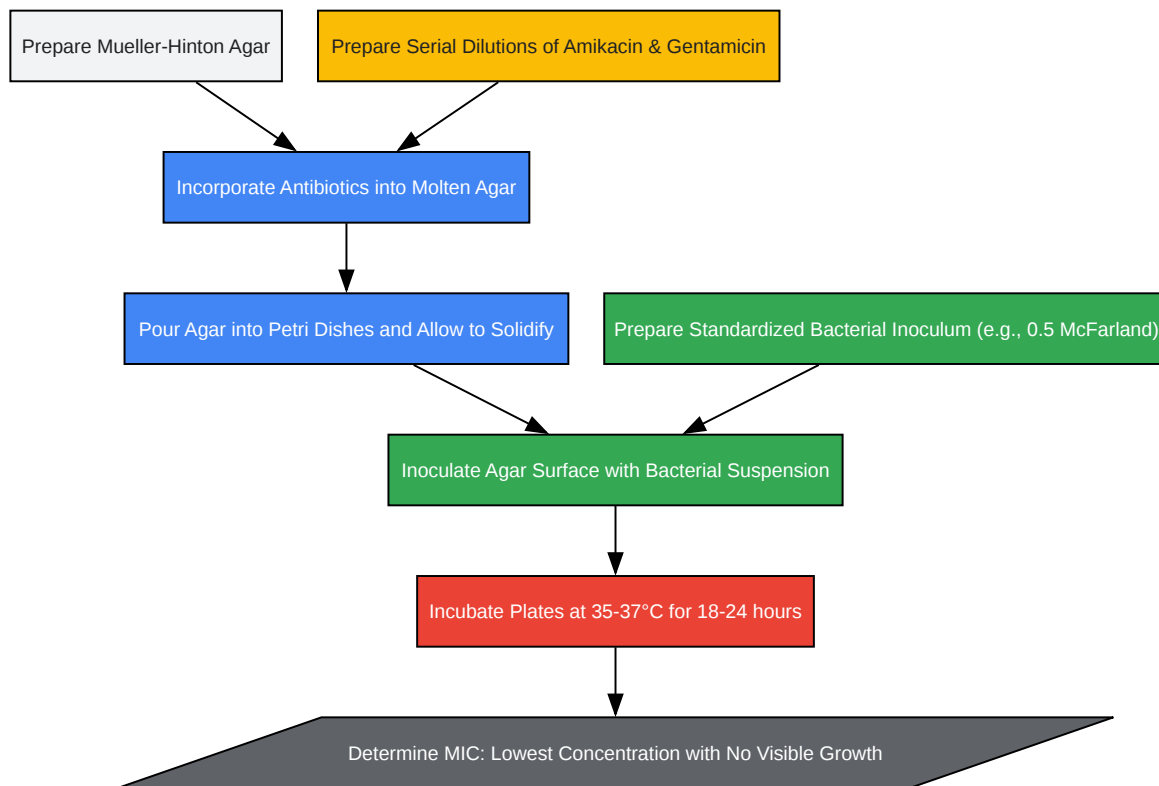 Prepare Mueller-Hinton Agar
Prepare Serial Dilutions of Amikacin & Gentamicin
Incorporate Antibiotics into Molten Agar
Pour Agar into Petri Dishes and Allow to Solidify
Prepare Standardized Bacterial Inoculum (e.g., 0.5 McFarland)
Inoculate Agar Surface with Bacterial Suspension
Incubate Plates at 35-37°C for 18-24 hours
Determine MIC: Lowest Concentration with No Visible Growth